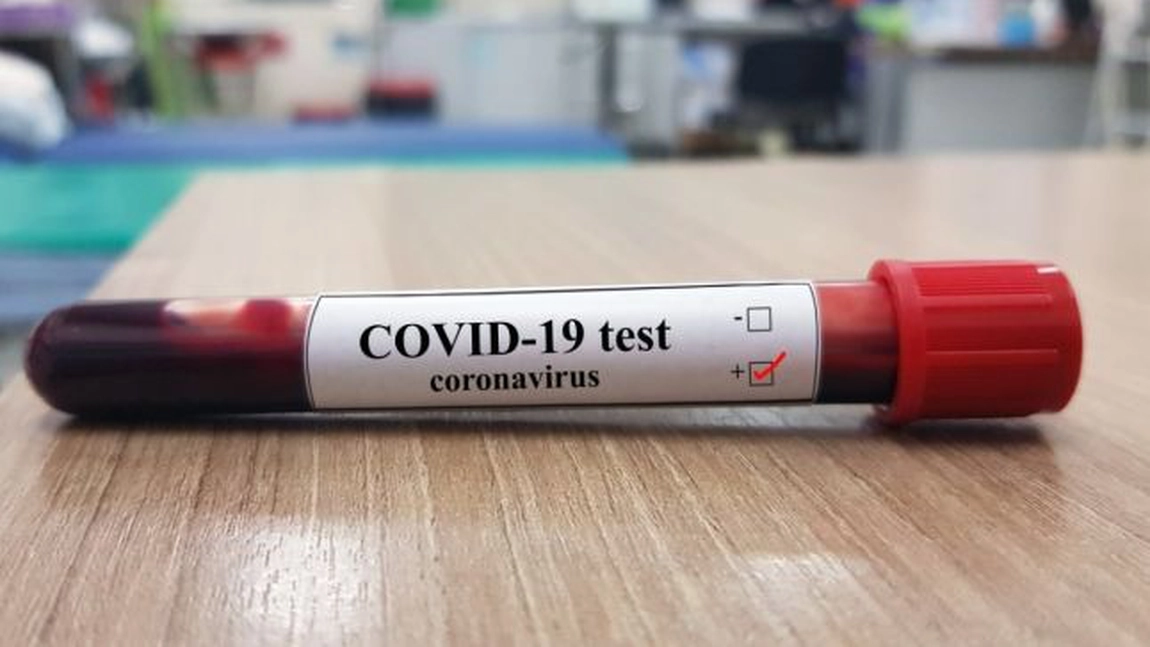 COVID-19 test
coronavirus
- ☐
+ ☑